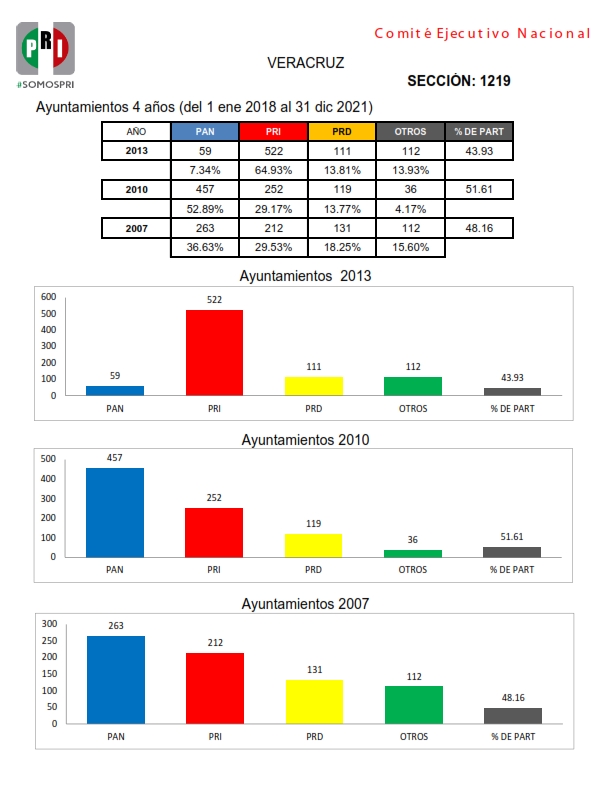 PRI
#SOMOSPRI
Comité Ejecutivo Nacional
VERACRUZ
SECCIÓN: 1219
Ayuntamientos 4 años (del 1 ene 2018 al 31 dic 2021)
AÑO PAN PRI PRD OTROS % DE PART
2013 59 522 111 112 43.93
7.34% 64.93% 13.81% 13.93%
2010 457 252 119 36 51.61
52.89% 29.17% 13.77% 4.17%
2007 263 212 131 112 48.16
36.63% 29.53% 18.25% 15.60%
Ayuntamientos 2013
600
500
400
300
200
100
0
59 522 111 112 43.93
PAN PRI PRD OTROS % DE PART
Ayuntamientos 2010
500
400
300
200
100
0
457 252 119 36 51.61
PAN PRI PRD OTROS % DE PART
Ayuntamientos 2007
300
250
200
150
100
50
0
263 212 131 112 48.16
PAN PRI PRD OTROS % DE PART